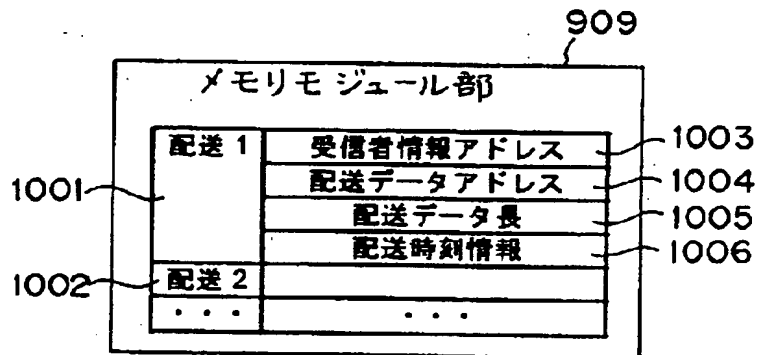 909
メモリモジュール部
配送1 受信者情報アドレス 1003
配送データアドレス 1004
1001 配送データ長 1005
配送時刻情報 1006
1002 配送2
・・・ ・・・